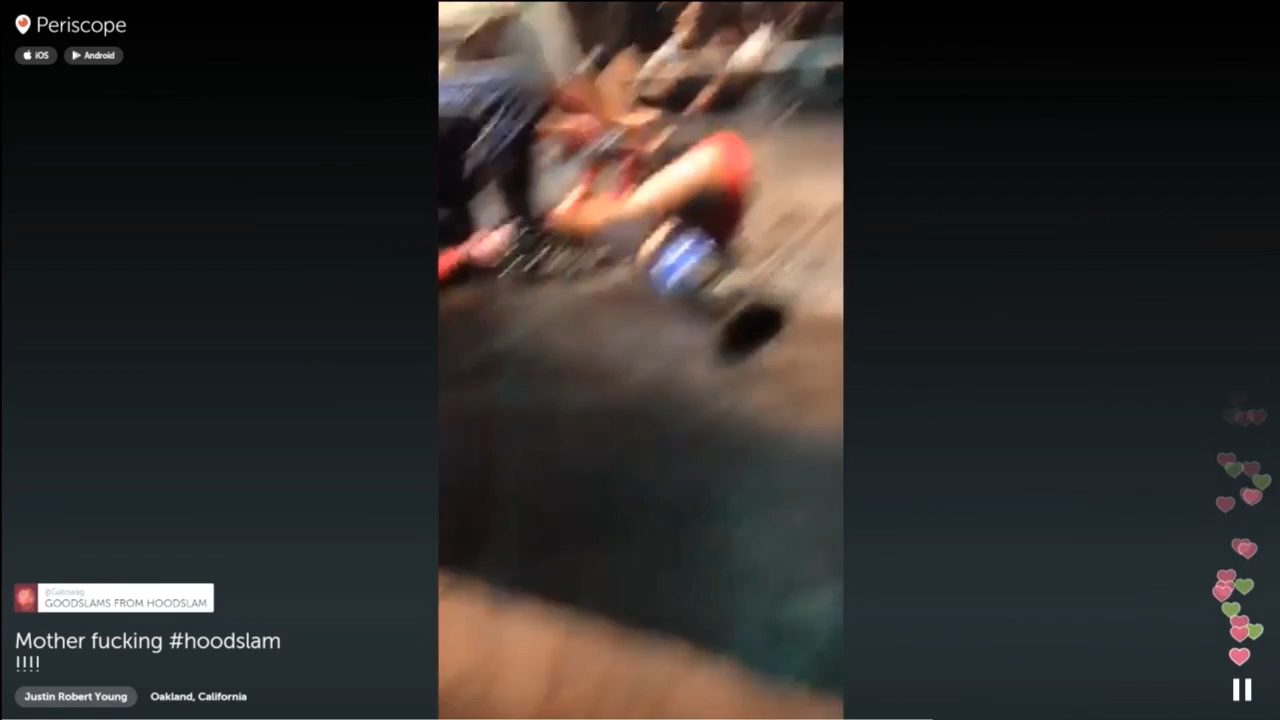 Periscope
iOS
Android
@Gatowag
GOODSLAMS FROM HOODSLAM
Mother fucking #hoodslam
!!!!
Justin Robert Young
Oakland, California